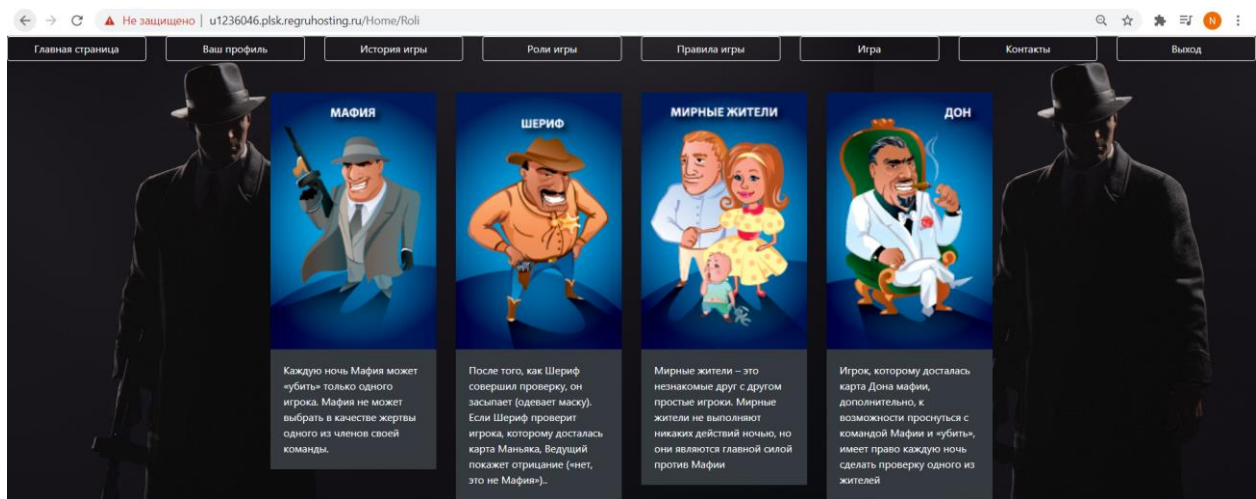 Не защищено | u1236046.plsk.regruhosting.ru/Home/Roli
N
Главная страница
Ваш профиль
История игры
Роли игры
Правила игры
Игра
Контакты
Выход
МАФИЯ
Каждую ночь Мафия может
«убить» только одного
игрока. Мафия не может
выбрать в качестве жертвы
одного из членов своей
команды.
ШЕРИФ
После того, как Шериф
совершил проверку, он
засыпает (одевает маску).
Если Шериф проверит
игрока, которому досталась
карта Маньяка, Ведущий
покажет отрицание («нет,
это не Мафия»)..
МИРНЫЕ ЖИТЕЛИ
Мирные жители – это
незнакомые друг с другом
простые игроки. Мирные
жители не выполняют
никаких действий ночью, но
они являются главной силой
против Мафии
ДОН
Игрок, которому досталась
карта Дона мафии,
дополнительно, к
возможности проснуться с
командой Мафии и «убить»,
имеет право каждую ночь
сделать проверку одного из
жителей